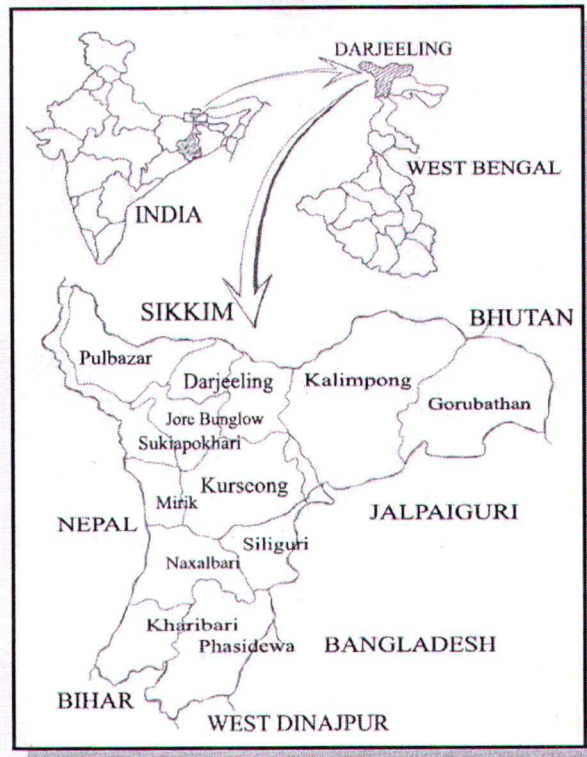 DARJEELING
WEST BENGAL
INDIA
SIKKIM
BHUTAN
Pulbazar
Darjeeling
Kalimpong
Gorubathan
Jore Bunglow
Sukiapokhari
Kurseong
Mirik
JALPAIGURI
NEPAL
Siliguri
Naxalbari
Kharibari
Phasidewa
BANGLADESH
BIHAR
WEST DINAJPUR